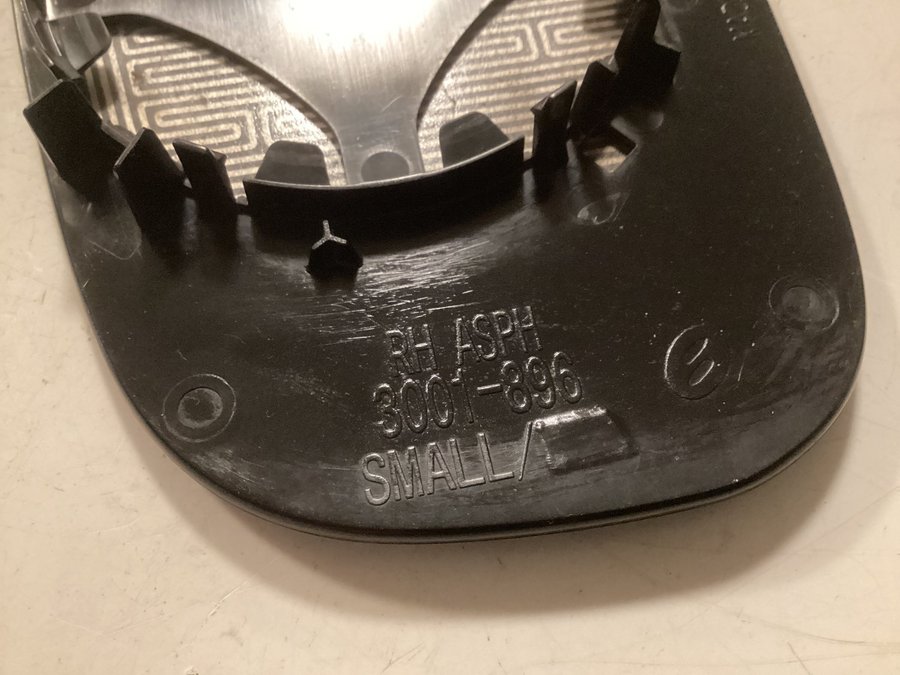 RH ASPH
3001-896
SMALL/